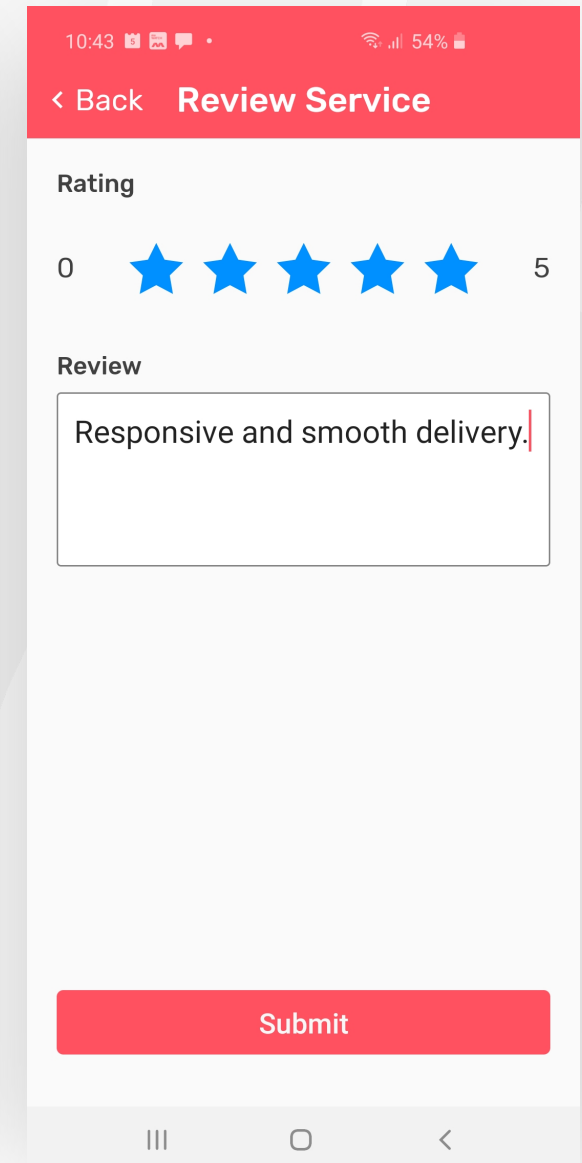 10:43 54%
< Back Review Service
Rating
0 5
Review
Responsive and smooth delivery.
Submit